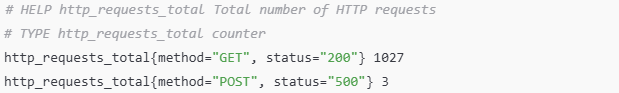 # HELP http_requests_total Total number of HTTP requests
# TYPE http_requests_total counter
http_requests_total{method="GET", status="200"} 1027
http_requests_total{method="POST", status="500"} 3